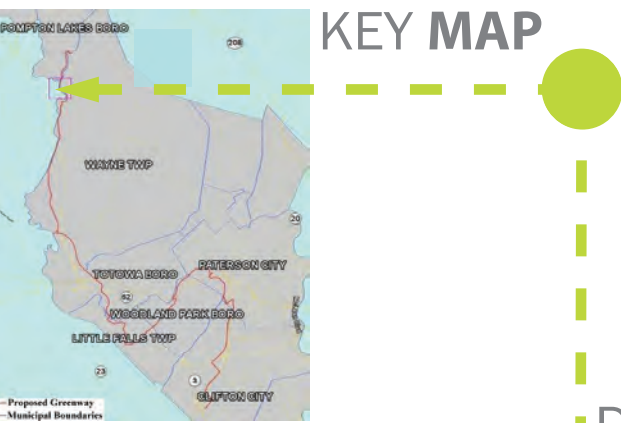 KEY MAP
POMPTON LAKES BORO
208
WAYNE TWP
20
PATERSON CITY
TOTOWA BORO
62
WOODLAND PARK BORO
LITTLE FALLS TWP
23
3
CLIFTON CITY
Proposed Greenway
Municipal Boundaries